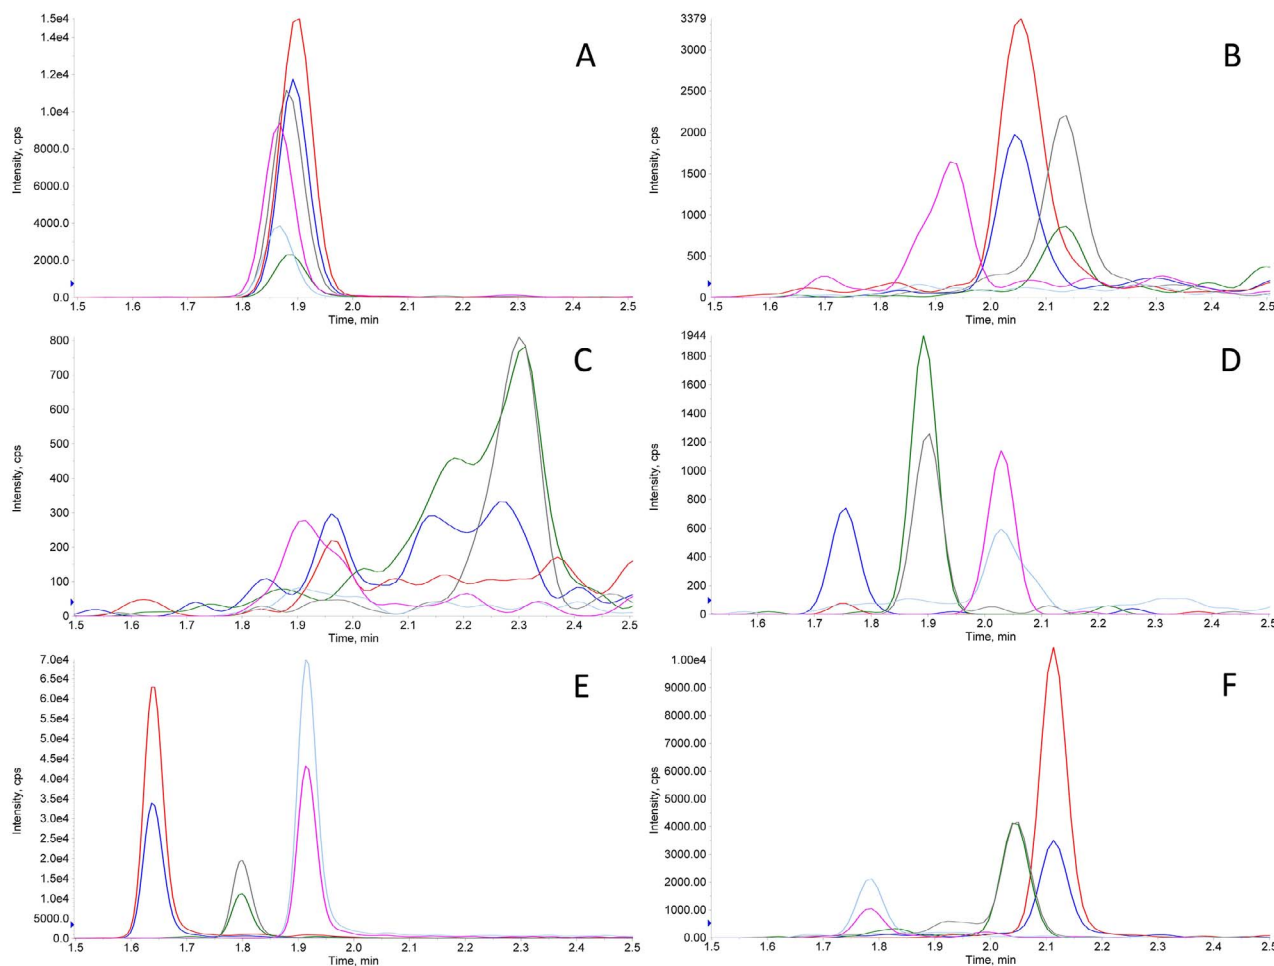 A
Intensity, cps
1.5e4
1.4e4
1.2e4
1.0e4
8000.0
6000.0
4000.0
2000.0
0.0
1.5 1.6 1.7 1.8 1.9 2.0 2.1 2.2 2.3 2.4 2.5
Time, min
B
Intensity, cps
3379
3000
2500
2000
1500
1000
500
0
1.5 1.6 1.7 1.8 1.9 2.0 2.1 2.2 2.3 2.4 2.5
Time, min
C
Intensity, cps
800
700
600
500
400
300
200
100
0
1.5 1.6 1.7 1.8 1.9 2.0 2.1 2.2 2.3 2.4 2.5
Time, min
D
Intensity, cps
1944
1800
1600
1400
1200
1000
800
600
400
200
0
1.6 1.7 1.8 1.9 2.0 2.1 2.2 2.3 2.4 2.5
Time, min
E
Intensity, cps
7.0e4
6.5e4
6.0e4
5.5e4
5.0e4
4.5e4
4.0e4
3.5e4
3.0e4
2.5e4
2.0e4
1.5e4
1.0e4
5000.0
0.0
1.5 1.6 1.7 1.8 1.9 2.0 2.1 2.2 2.3 2.4 2.5
Time, min
F
Intensity, cps
1.00e4
9000.00
8000.00
7000.00
6000.00
5000.00
4000.00
3000.00
2000.00
1000.00
0.00
1.5 1.6 1.7 1.8 1.9 2.0 2.1 2.2 2.3 2.4 2.5
Time, min